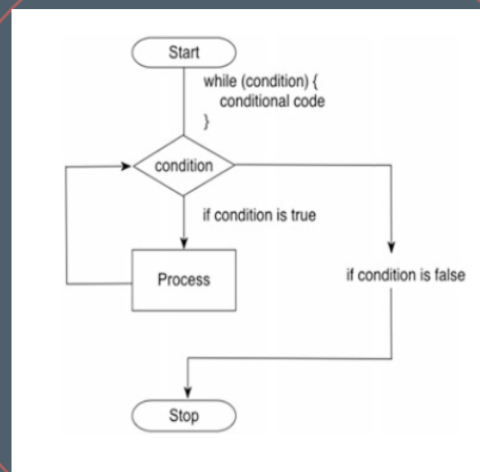 Start
while (condition) {
conditional code
}
condition
if condition is true
Process
if condition is false
Stop